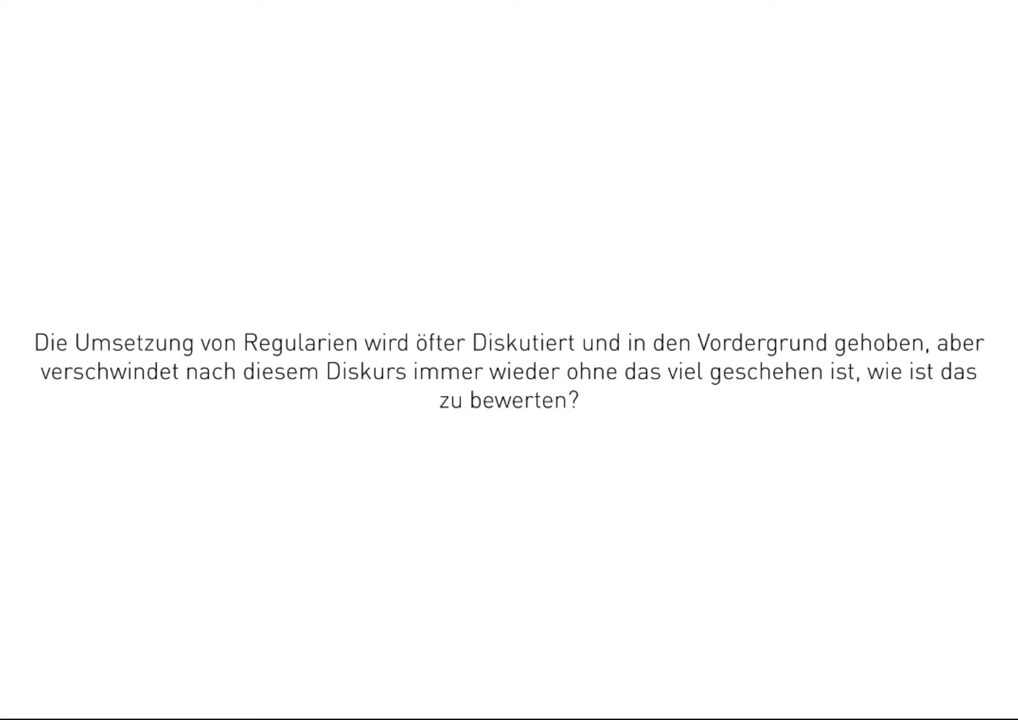 Die Umsetzung von Regularien wird öfter Diskutiert und in den Vordergrund gehoben, aber
verschwindet nach diesem Diskurs immer wieder ohne das viel geschehen ist, wie ist das
zu bewerten?